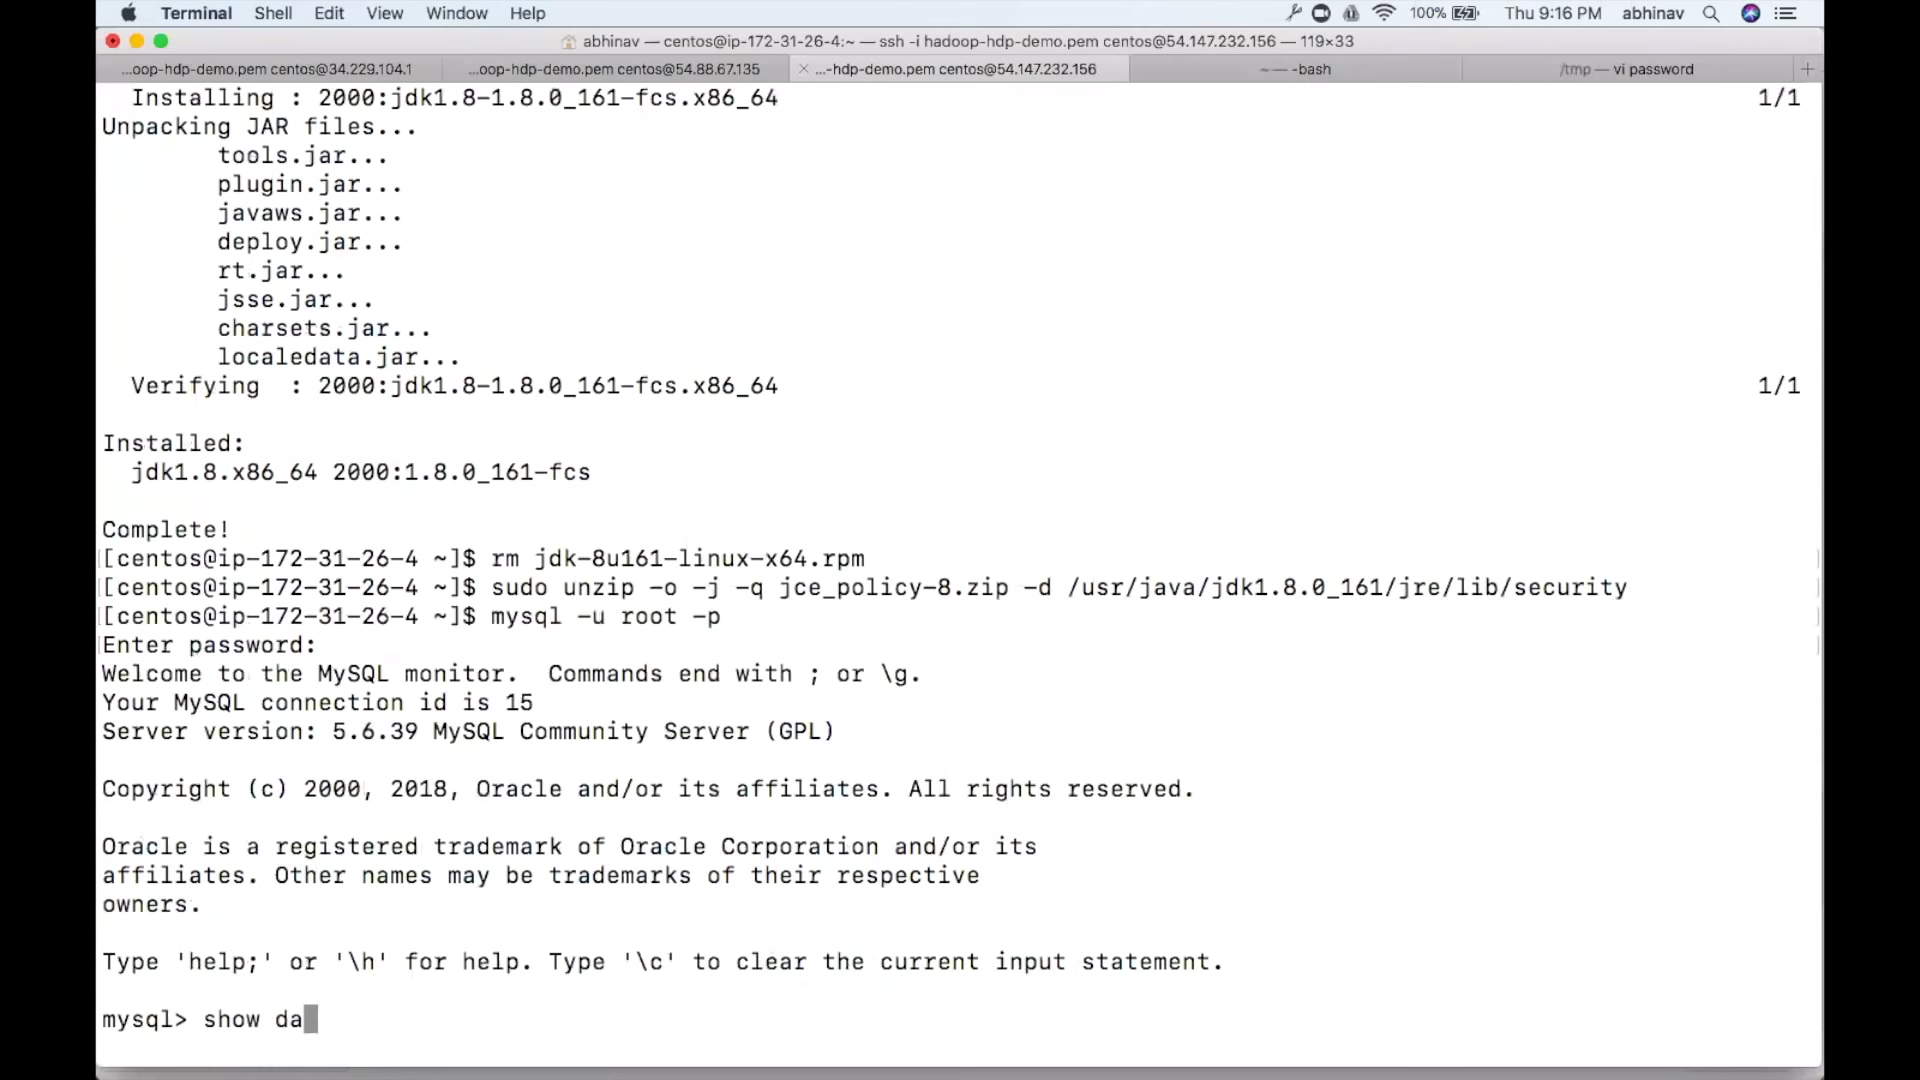 Terminal Shell Edit View Window Help 100% Thu 9:16 PM abhinav
abhinav — centos@ip-172-31-26-4:~ — ssh -i hadoop-hdp-demo.pem centos@54.147.232.156 — 119×33
...oop-hdp-demo.pem centos@34.229.104.1 ...oop-hdp-demo.pem centos@54.88.67.135 ...-hdp-demo.pem centos@54.147.232.156 ~ — -bash /tmp — vi password
Installing : 2000:jdk1.8-1.8.0_161-fcs.x86_64 1/1
Unpacking JAR files...
tools.jar...
plugin.jar...
javaws.jar...
deploy.jar...
rt.jar...
jsse.jar...
charsets.jar...
localedata.jar...
Verifying : 2000:jdk1.8-1.8.0_161-fcs.x86_64 1/1
Installed:
jdk1.8.x86_64 2000:1.8.0_161-fcs
Complete!
[centos@ip-172-31-26-4 ~]$ rm jdk-8u161-linux-x64.rpm
[centos@ip-172-31-26-4 ~]$ sudo unzip -o -j -q jce_policy-8.zip -d /usr/java/jdk1.8.0_161/jre/lib/security
[centos@ip-172-31-26-4 ~]$ mysql -u root -p
Enter password:
Welcome to the MySQL monitor.  Commands end with ; or \g.
Your MySQL connection id is 15
Server version: 5.6.39 MySQL Community Server (GPL)
Copyright (c) 2000, 2018, Oracle and/or its affiliates. All rights reserved.
Oracle is a registered trademark of Oracle Corporation and/or its
affiliates. Other names may be trademarks of their respective
owners.
Type 'help;' or '\h' for help. Type '\c' to clear the current input statement.
mysql> show da